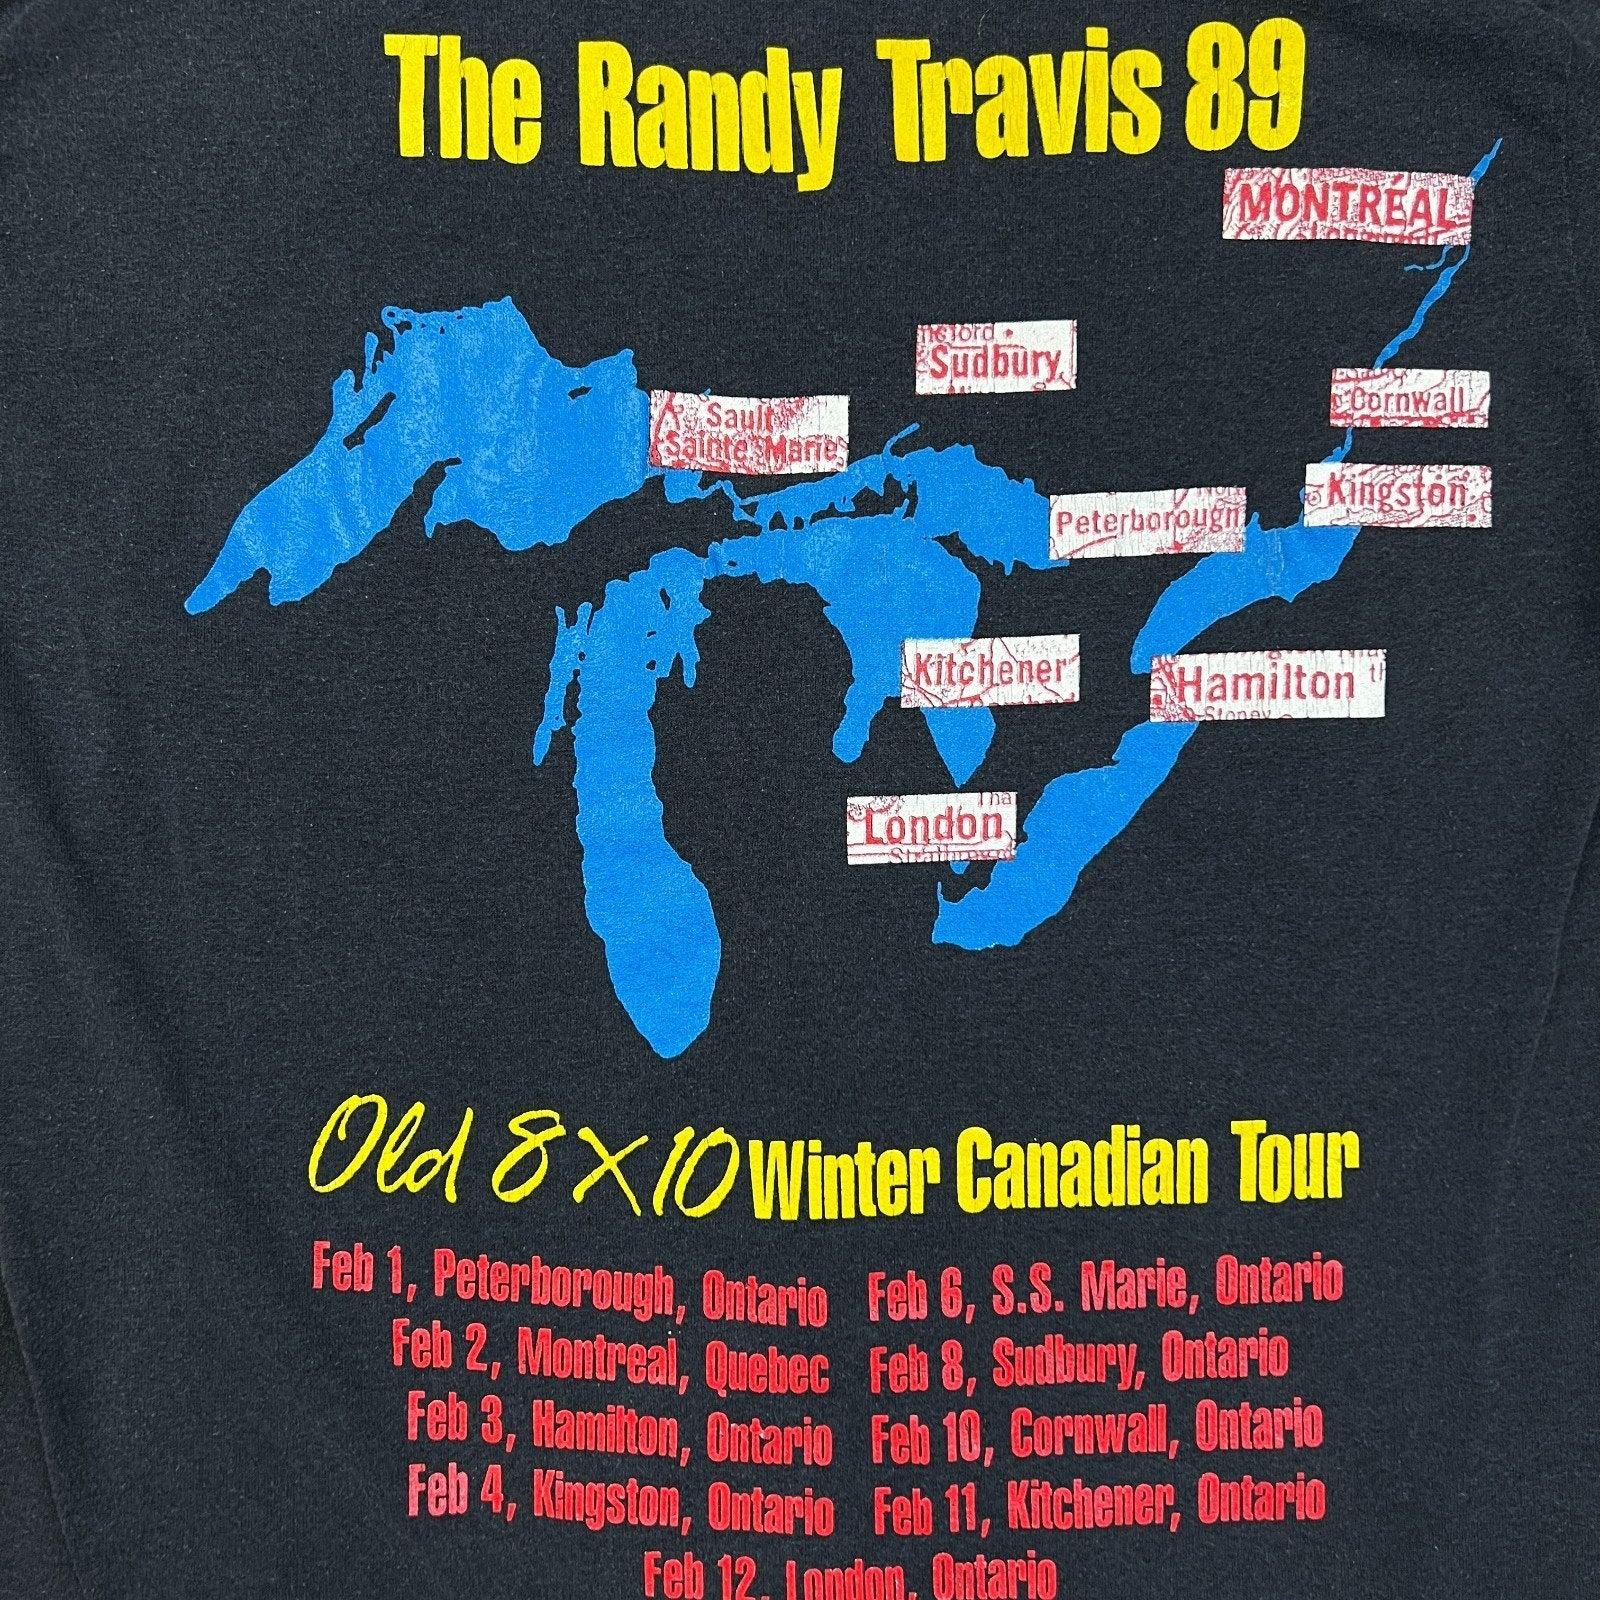 The Randy Travis 89
MONTRÉAL
Sudbury
Sault
Sainte Marie
Cornwall
Kingston
Peterborough
Kitchener
Hamilton
Stoney
London
Old 8x10 Winter Canadian Tour
Feb 1, Peterborough, Ontario
Feb 2, Montreal, Quebec
Feb 3, Hamilton, Ontario
Feb 4, Kingston, Ontario
Feb 6, S.S. Marie, Ontario
Feb 8, Sudbury, Ontario
Feb 10, Cornwall, Ontario
Feb 11, Kitchener, Ontario
Feb 12, London, Ontario